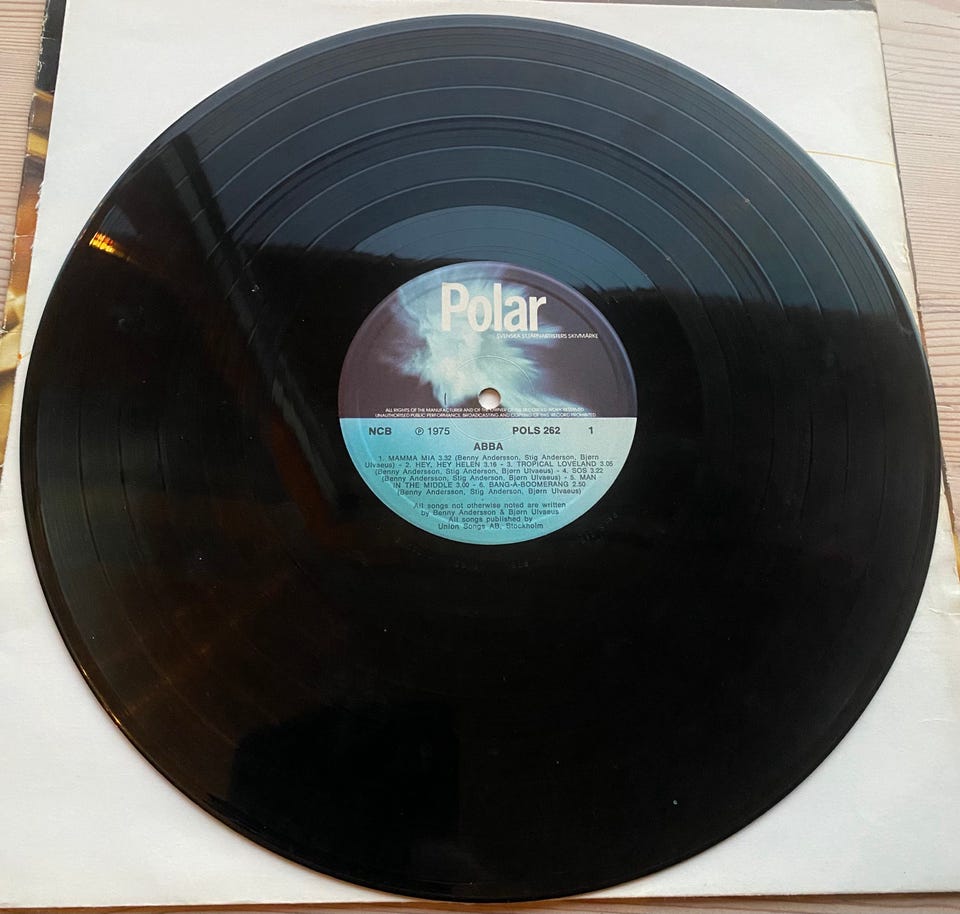 Polar
SVENSKA STJÄRNARTISTERS SKIVMÄRKE
ALL RIGHTS OF THE MANUFACTURER AND OF THE OWNER OF THE RECORDED WORK RESERVED
UNAUTHORISED PUBLIC PERFORMANCE, BROADCASTING AND COPYING OF THIS RECORD PROHIBITED
NCB ℗ 1975 POLS 262 1
ABBA
1. MAMMA MIA 3.32 (Benny Andersson, Stig Anderson, Bjørn
Ulvaeus) - 2. HEY, HEY HELEN 3.16 - 3. TROPICAL LOVELAND 3.05
(Benny Andersson, Stig Anderson, Bjørn Ulvaeus) - 4. SOS 3.22
(Benny Andersson, Stig Anderson, Bjørn Ulvaeus) - 5. MAN
IN THE MIDDLE 3.00 - 6. BANG-A-BOOMERANG 2.50
(Benny Andersson, Stig Anderson, Bjørn Ulvaeus)
All songs not otherwise noted are written
by Benny Andersson & Bjørn Ulvaeus
All songs published by
Union Songs AB, Stockholm